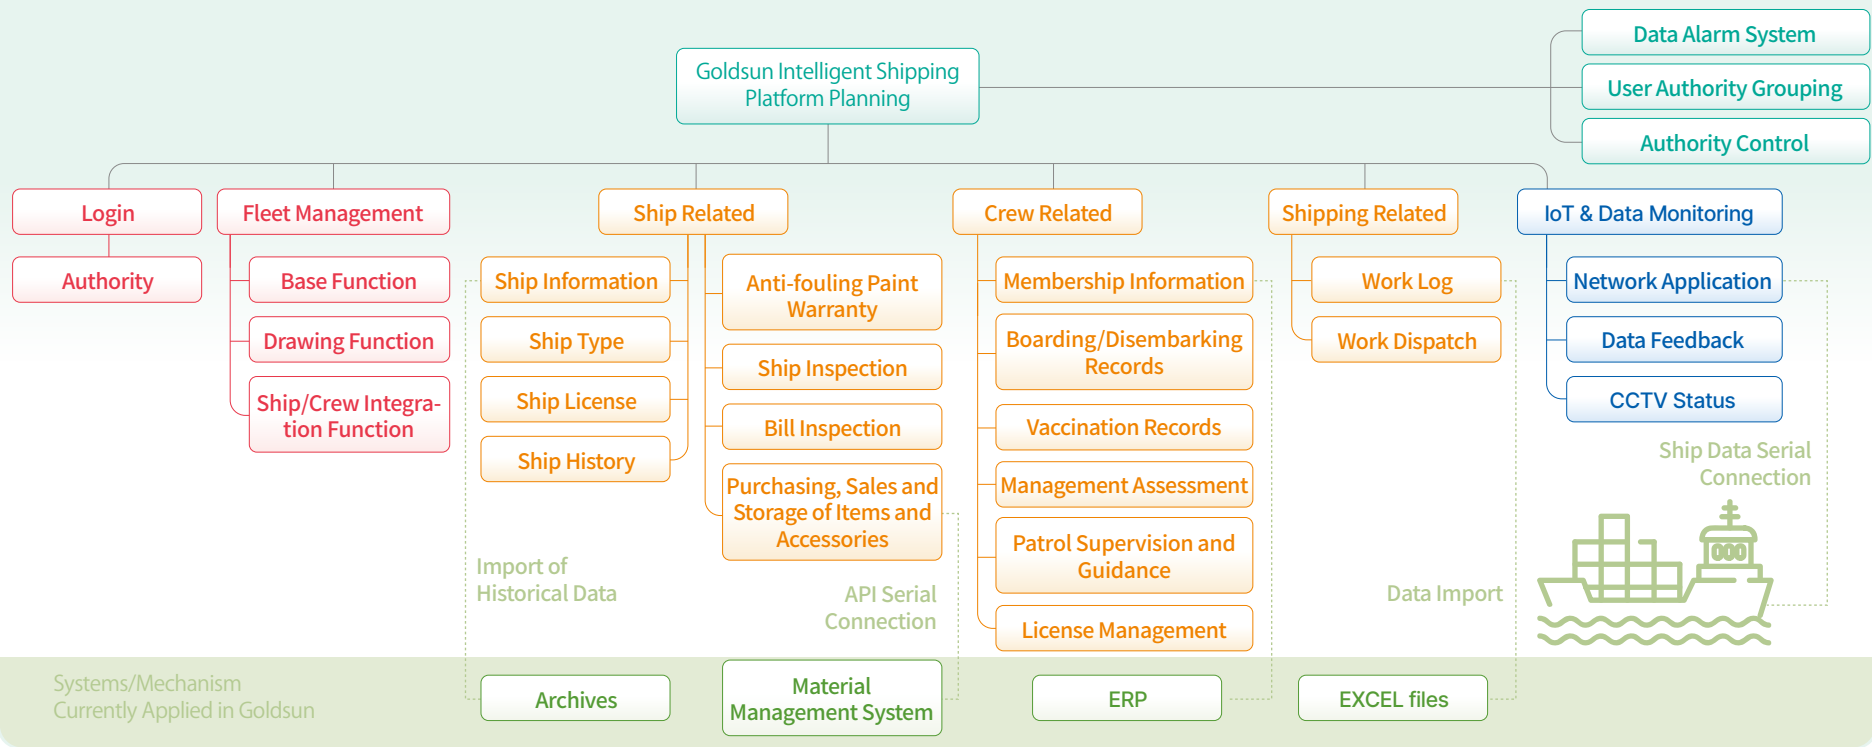 Data Alarm System
Goldsun Intelligent Shipping
Platform Planning
User Authority Grouping
Authority Control
Login
Fleet Management
Ship Related
Crew Related
Shipping Related
IoT & Data Monitoring
Authority
Base Function
Drawing Function
Ship/Crew Integra-
tion Function
Ship Information
Ship Type
Ship License
Ship History
Anti-fouling Paint
Warranty
Ship Inspection
Bill Inspection
Purchasing, Sales and
Storage of Items and
Accessories
Membership Information
Boarding/Disembarking
Records
Vaccination Records
Management Assessment
Patrol Supervision and
Guidance
License Management
Work Log
Work Dispatch
Network Application
Data Feedback
CCTV Status
Ship Data Serial
Connection
Import of
Historical Data
API Serial
Connection
Data Import
Systems/Mechanism
Currently Applied in Goldsun
Archives
Material
Management System
ERP
EXCEL files